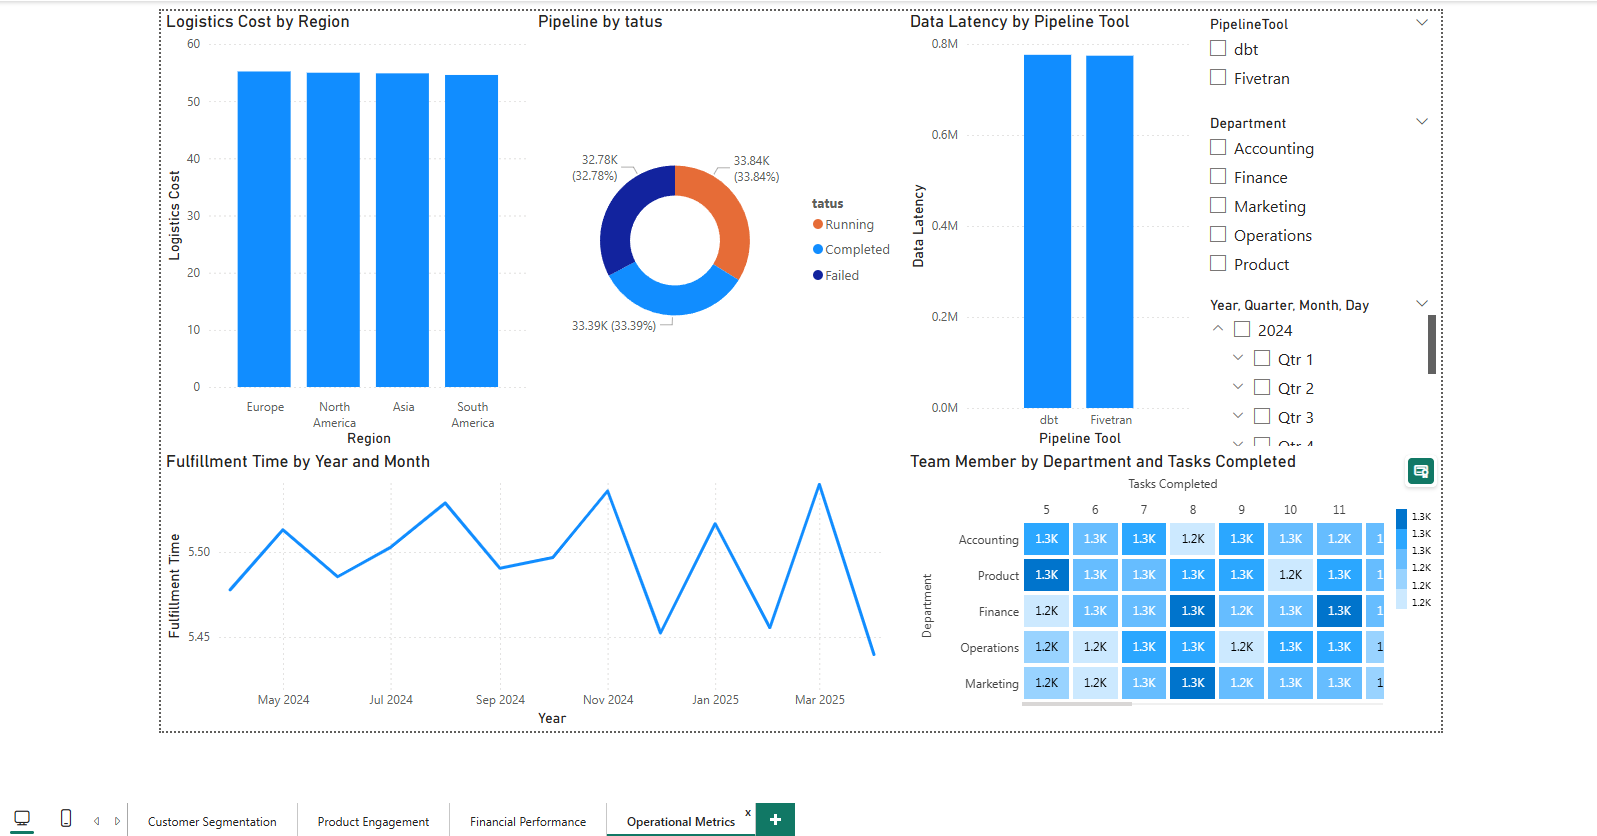 Logistics Cost by Region
60
50
40
30
20
10
0
Logistics Cost
Europe
North America
Asia
South America
Region
Pipeline by tatus
32.78K
(32.78%)
33.84K
(33.84%)
33.39K (33.39%)
tatus
Running
Completed
Failed
Data Latency by Pipeline Tool
0.8M
0.6M
0.4M
0.2M
0.0M
Data Latency
dbt
Fivetran
Pipeline Tool
PipelineTool
dbt
Fivetran
Department
Accounting
Finance
Marketing
Operations
Product
Year, Quarter, Month, Day
2024
Qtr 1
Qtr 2
Qtr 3
Qtr 4
Fulfillment Time by Year and Month
Fulfillment Time
5.50
5.45
May 2024
Jul 2024
Sep 2024
Nov 2024
Jan 2025
Mar 2025
Year
Team Member by Department and Tasks Completed
Tasks Completed
5 6 7 8 9 10 11
Department
Accounting 1.3K 1.3K 1.3K 1.2K 1.3K 1.3K 1.2K 1
Product 1.3K 1.3K 1.3K 1.3K 1.3K 1.2K 1.3K 1
Finance 1.2K 1.3K 1.3K 1.3K 1.2K 1.3K 1.3K 1
Operations 1.2K 1.2K 1.3K 1.3K 1.2K 1.3K 1.3K 1
Marketing 1.2K 1.2K 1.3K 1.3K 1.2K 1.3K 1.3K 1
1.3K
1.3K
1.3K
1.2K
1.2K
1.2K
Customer Segmentation
Product Engagement
Financial Performance
Operational Metrics
x
+